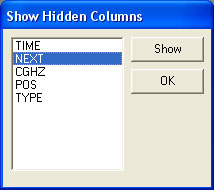 Show Hidden Columns
TIME
NEXT
CGHZ
POS
TYPE
Show
OK